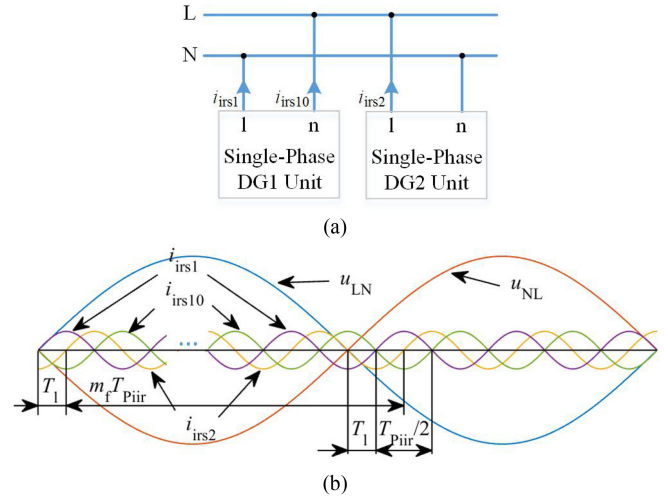 L
N
i_irs1
i_irs10
i_irs2
l n l n
Single-Phase Single-Phase
DG1 Unit DG2 Unit
(a)
i_irs1
i_irs10
u_LN
u_NL
...
T_1 m_f T_Piir
i_irs2
T_1 T_Piir/2
(b)